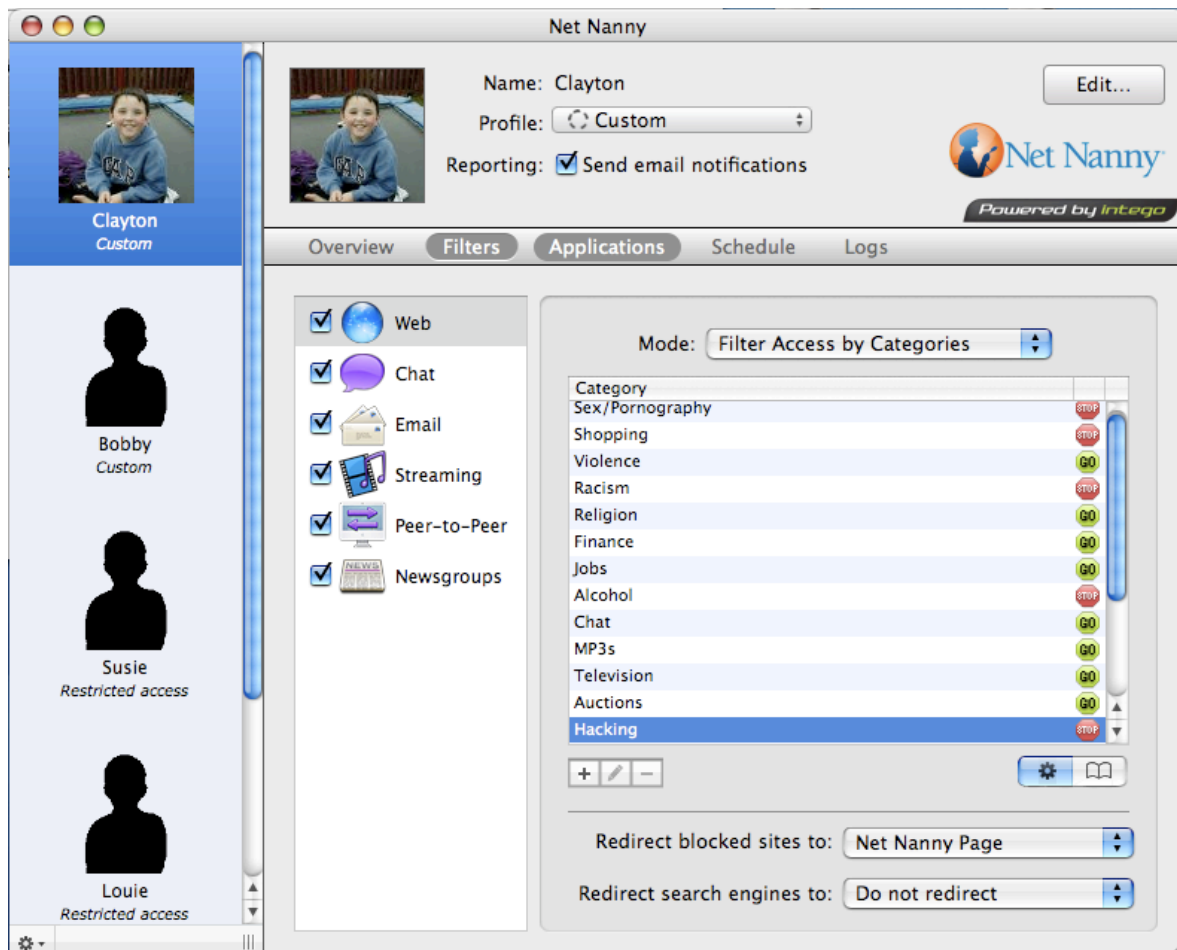 Net Nanny
Clayton
Custom
Bobby
Custom
Susie
Restricted access
Louie
Restricted access
Name: Clayton
Profile: Custom
Reporting: Send email notifications
Edit...
Net Nanny
Powered by intego
Overview Filters Applications Schedule Logs
Web
Chat
Email
Streaming
Peer-to-Peer
NEWS
Newsgroups
Mode: Filter Access by Categories
Category
Sex/Pornography STOP
Shopping STOP
Violence GO
Racism STOP
Religion GO
Finance GO
Jobs GO
Alcohol STOP
Chat GO
MP3s GO
Television GO
Auctions GO
Hacking STOP
Redirect blocked sites to: Net Nanny Page
Redirect search engines to: Do not redirect